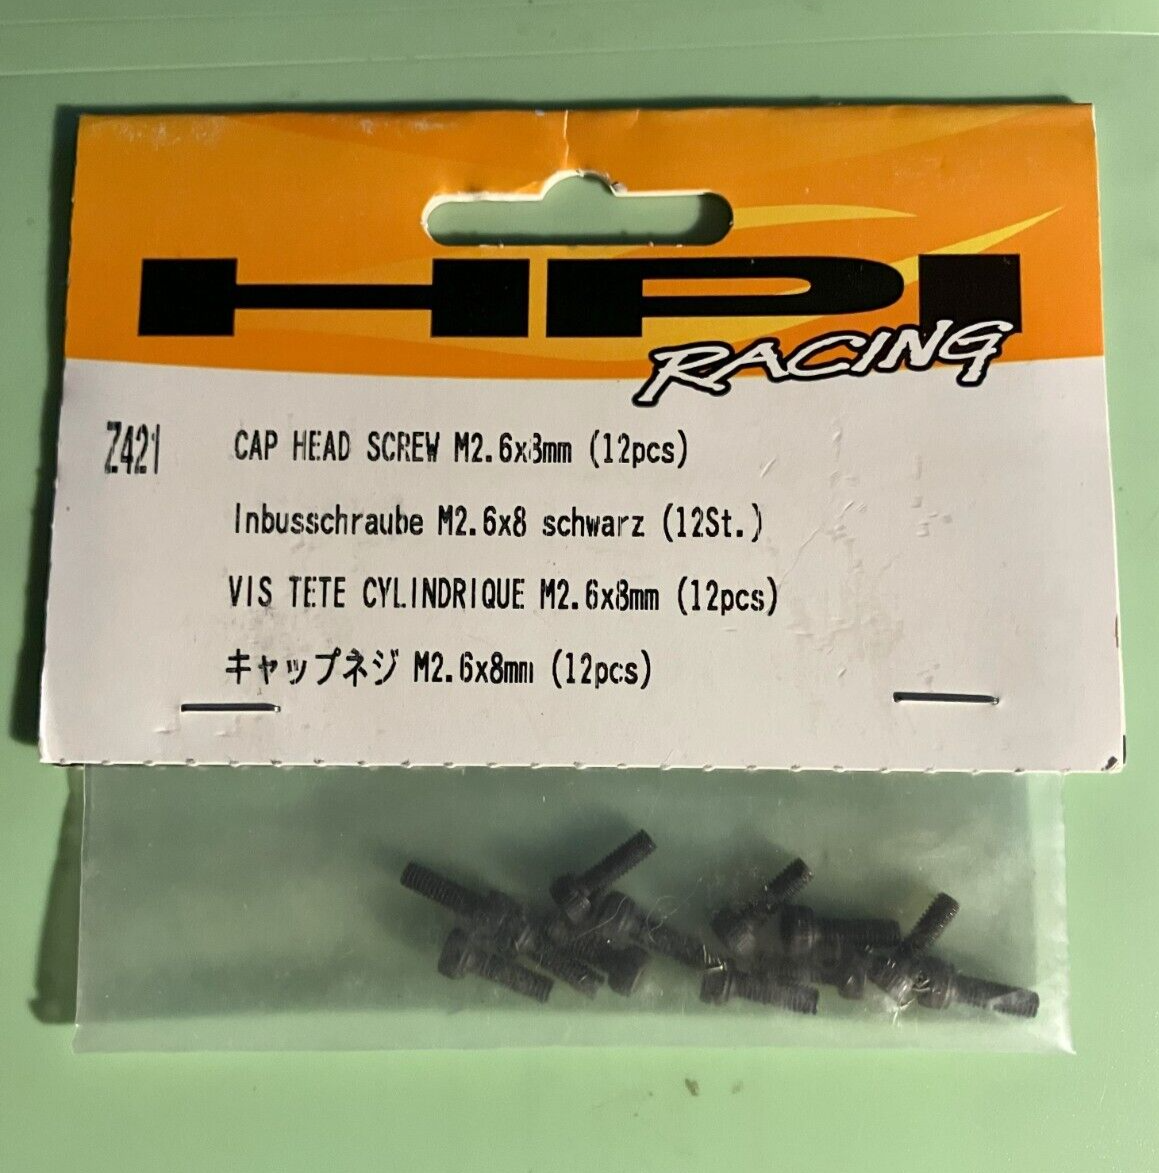 HPI
RACING
Z421 CAP HEAD SCREW M2.6x8mm (12pcs)
Inbusschraube M2.6x8 schwarz (12St.)
VIS TETE CYLINDRIQUE M2.6x8mm (12pcs)
キャップネジ M2.6x8mm (12pcs)